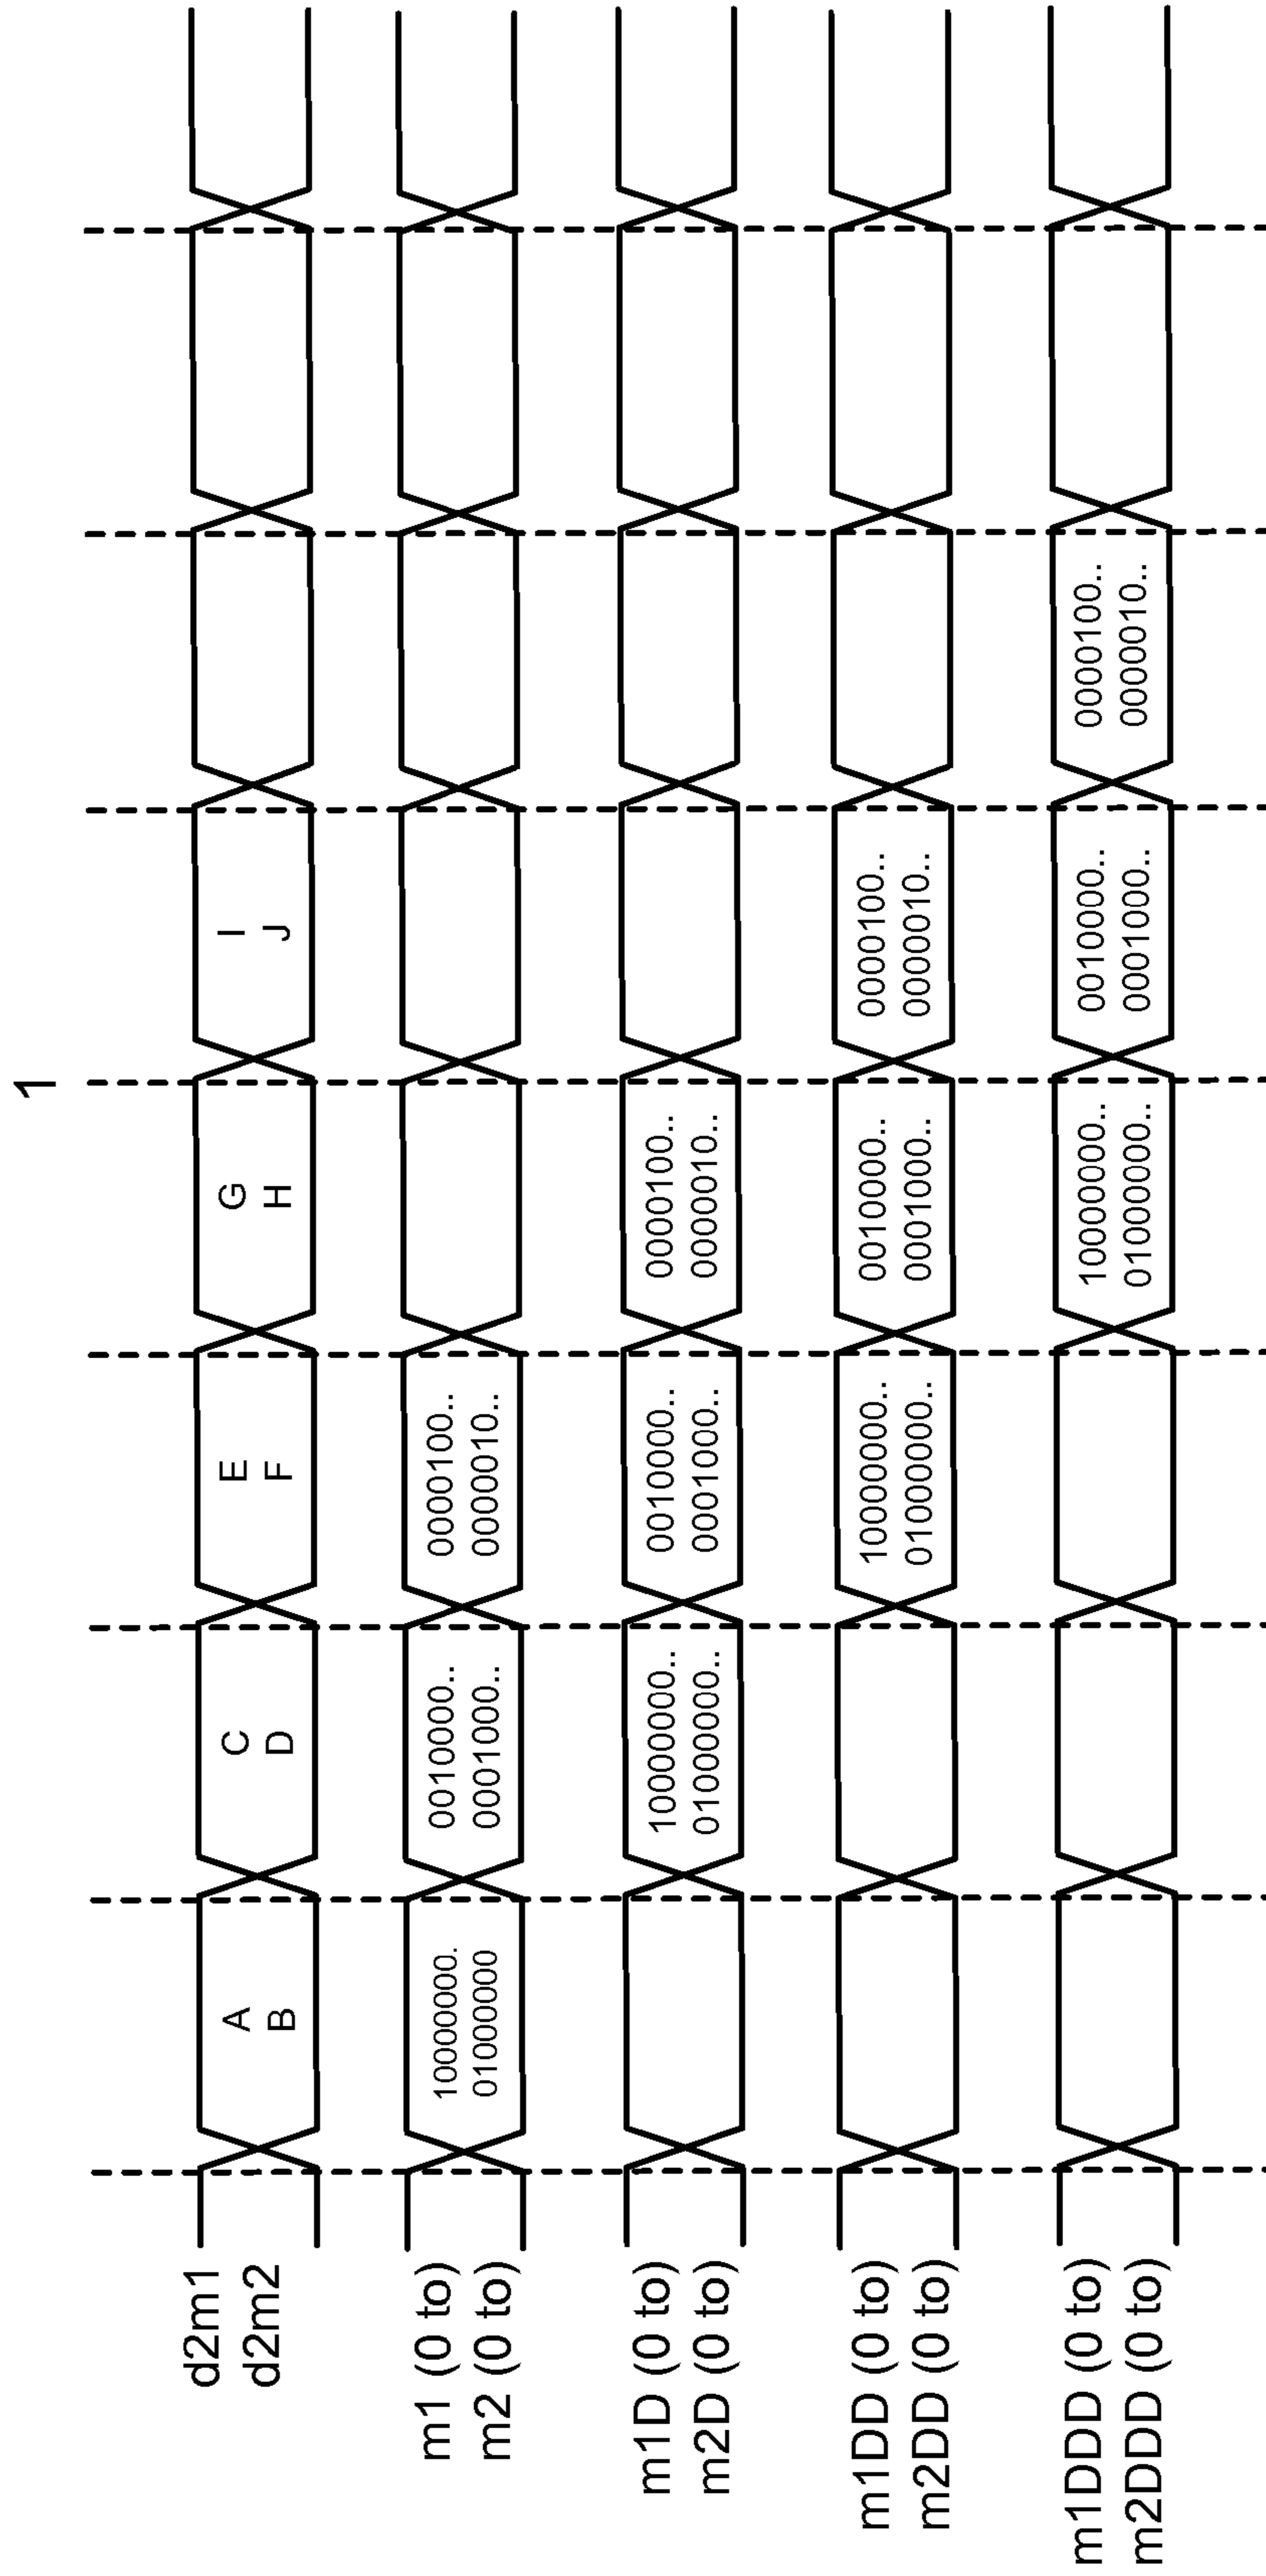 1
d2m1
d2m2
A
B
C
D
E
F
G
H
I
J
m1 (0 to)
m2 (0 to)
1000000.
01000000
0010000..
0001000..
0000100..
0000010..
m1D (0 to)
m2D (0 to)
10000000..
01000000..
0010000..
0001000..
0000100..
0000010..
m1DD (0 to)
m2DD (0 to)
10000000..
01000000..
0010000..
0001000..
0000100..
0000010..
m1DDD (0 to)
m2DDD (0 to)
10000000..
01000000..
0010000..
0001000..
0000100..
0000010..